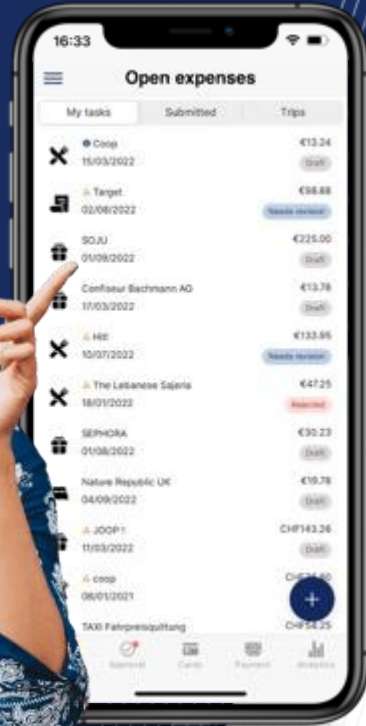 16:33
Open expenses
My tasks Submitted Trips
Coop €13.24
15/03/2022 Draft
Target
02/08/2022 Needs revision
SOJU €225.00
01/09/2022 Draft
Confiseur Bachmann AG €13.78
17/03/2022 Draft
Hitl €133.95
10/07/2022 Needs revision
The Lebanese Sajeria €47.25
18/01/2022 Rejected
SEPHORA €30.23
01/08/2022 Draft
Nature Republic UK €19.78
04/09/2022 Draft
JOOP! CHF143.26
11/03/2022 Draft
coop
08/01/2021
+
TAXI Fahrpreisquittung CHF54.25
Approval Cards Payment Analytics